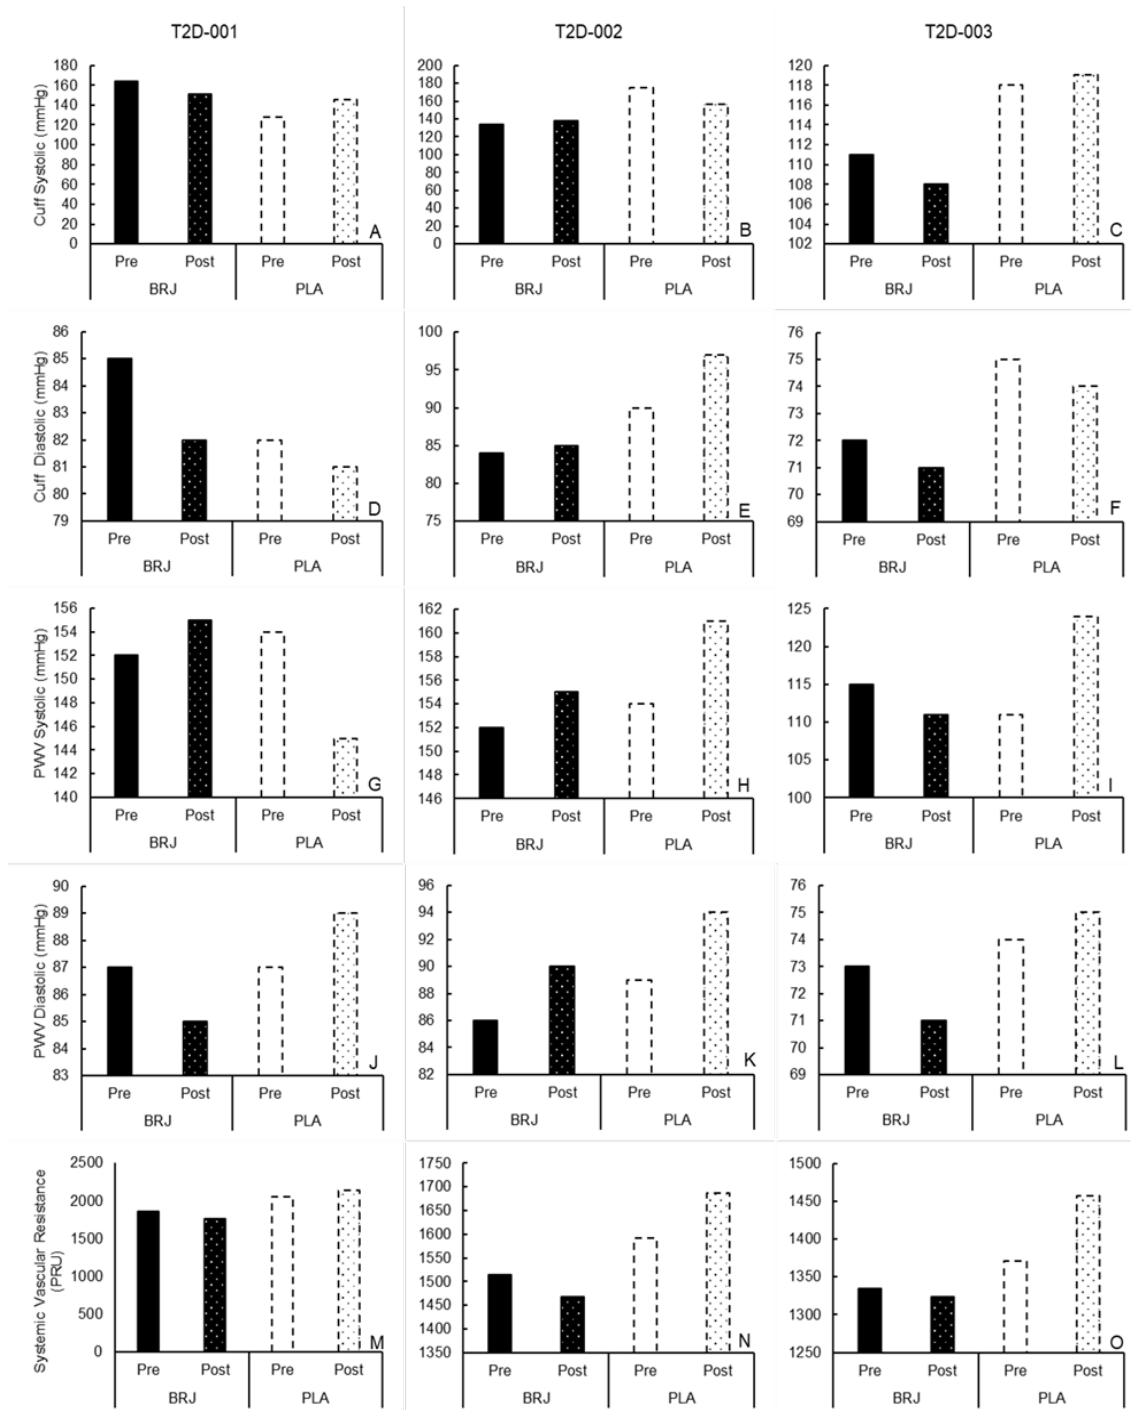 T2D-001 T2D-002 T2D-003
Cuff Systolic (mmHg)
180
160
140
120
100
80
60
40
20
0
Pre Post Pre Post
BRJ PLA
A
200
180
160
140
120
100
80
60
40
20
0
Pre Post Pre Post
BRJ PLA
B
120
118
116
114
112
110
108
106
104
102
Pre Post Pre Post
BRJ PLA
C
Cuff Diastolic (mmHg)
86
85
84
83
82
81
80
79
Pre Post Pre Post
BRJ PLA
D
100
95
90
85
80
75
Pre Post Pre Post
BRJ PLA
E
76
75
74
73
72
71
70
69
Pre Post Pre Post
BRJ PLA
F
PWV Systolic (mmHg)
156
154
152
150
148
146
144
142
140
Pre Post Pre Post
BRJ PLA
G
162
160
158
156
154
152
150
148
146
Pre Post Pre Post
BRJ PLA
H
125
120
115
110
105
100
Pre Post Pre Post
BRJ PLA
I
PWV Diastolic (mmHg)
90
89
88
87
86
85
84
83
Pre Post Pre Post
BRJ PLA
J
96
94
92
90
88
86
84
82
Pre Post Pre Post
BRJ PLA
K
76
75
74
73
72
71
70
69
Pre Post Pre Post
BRJ PLA
L
Systemic Vascular Resistance
(PRU)
2500
2000
1500
1000
500
0
Pre Post Pre Post
BRJ PLA
M
1750
1700
1650
1600
1550
1500
1450
1400
1350
Pre Post Pre Post
BRJ PLA
N
1500
1450
1400
1350
1300
1250
Pre Post Pre Post
BRJ PLA
O